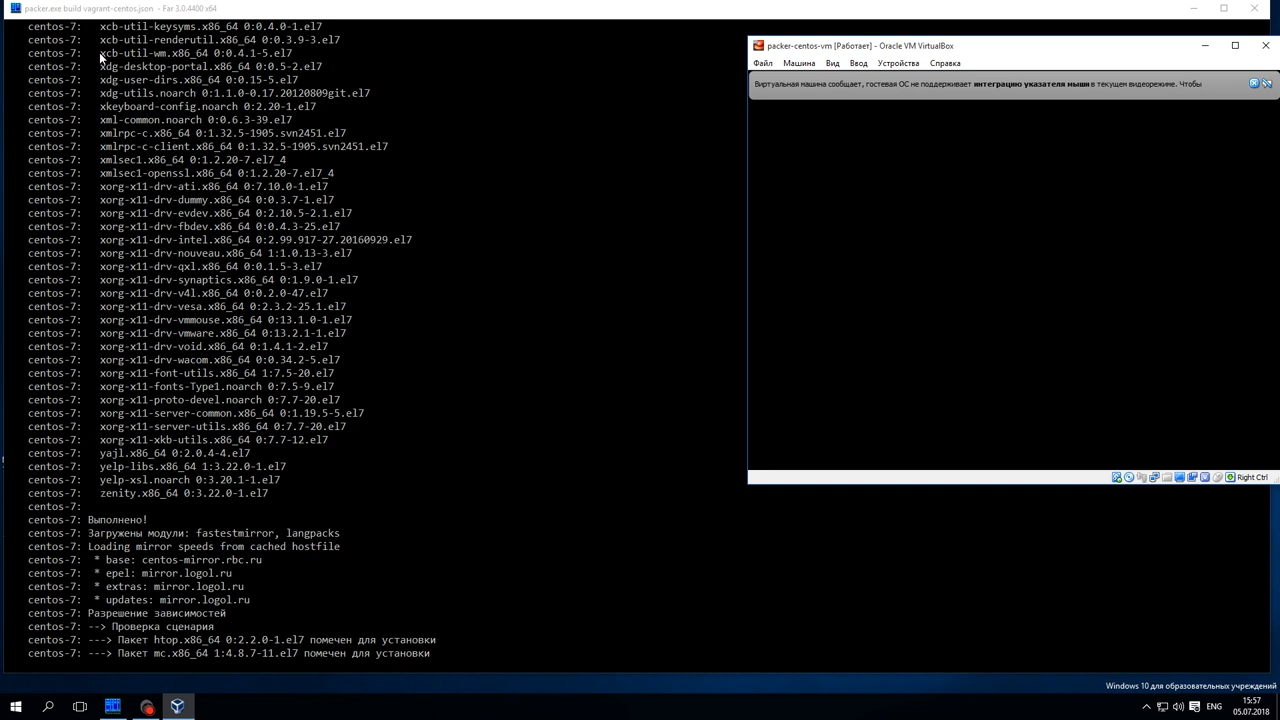 packer.exe build vagrant-centos.json - Far 3.0.4400 x64
centos-7:   xcb-util-keysyms.x86_64 0:0.4.0-1.el7
centos-7:   xcb-util-renderutil.x86_64 0:0.3.9-3.el7
centos-7:   xcb-util-wm.x86_64 0:0.4.1-5.el7
centos-7:   xdg-desktop-portal.x86_64 0:0.5-2.el7
centos-7:   xdg-user-dirs.x86_64 0:0.15-5.el7
centos-7:   xdg-utils.noarch 0:1.1.0-0.17.20120809git.el7
centos-7:   xkeyboard-config.noarch 0:2.20-1.el7
centos-7:   xml-common.noarch 0:0.6.3-39.el7
centos-7:   xmlrpc-c.x86_64 0:1.32.5-1905.svn2451.el7
centos-7:   xmlrpc-c-client.x86_64 0:1.32.5-1905.svn2451.el7
centos-7:   xmlsec1.x86_64 0:1.2.20-7.el7_4
centos-7:   xmlsec1-openssl.x86_64 0:1.2.20-7.el7_4
centos-7:   xorg-x11-drv-ati.x86_64 0:7.10.0-1.el7
centos-7:   xorg-x11-drv-dummy.x86_64 0:0.3.7-1.el7
centos-7:   xorg-x11-drv-evdev.x86_64 0:2.10.5-2.1.el7
centos-7:   xorg-x11-drv-fbdev.x86_64 0:0.4.3-25.el7
centos-7:   xorg-x11-drv-intel.x86_64 0:2.99.917-27.20160929.el7
centos-7:   xorg-x11-drv-nouveau.x86_64 1:1.0.13-3.el7
centos-7:   xorg-x11-drv-qxl.x86_64 0:0.1.5-3.el7
centos-7:   xorg-x11-drv-synaptics.x86_64 0:1.9.0-1.el7
centos-7:   xorg-x11-drv-v4l.x86_64 0:0.2.0-47.el7
centos-7:   xorg-x11-drv-vesa.x86_64 0:2.3.2-25.1.el7
centos-7:   xorg-x11-drv-vmmouse.x86_64 0:13.1.0-1.el7
centos-7:   xorg-x11-drv-vmware.x86_64 0:13.2.1-1.el7
centos-7:   xorg-x11-drv-void.x86_64 0:1.4.1-2.el7
centos-7:   xorg-x11-drv-wacom.x86_64 0:0.34.2-5.el7
centos-7:   xorg-x11-font-utils.x86_64 1:7.5-20.el7
centos-7:   xorg-x11-fonts-Type1.noarch 0:7.5-9.el7
centos-7:   xorg-x11-proto-devel.noarch 0:7.7-20.el7
centos-7:   xorg-x11-server-common.x86_64 0:1.19.5-5.el7
centos-7:   xorg-x11-server-utils.x86_64 0:7.7-20.el7
centos-7:   xorg-x11-xkb-utils.x86_64 0:7.7-12.el7
centos-7:   yajl.x86_64 0:2.0.4-4.el7
centos-7:   yelp-libs.x86_64 1:3.22.0-1.el7
centos-7:   yelp-xsl.noarch 0:3.20.1-1.el7
centos-7:   zenity.x86_64 0:3.22.0-1.el7
centos-7:
centos-7: Выполнено!
centos-7: Загружены модули: fastestmirror, langpacks
centos-7: Loading mirror speeds from cached hostfile
centos-7:  * base: centos-mirror.rbc.ru
centos-7:  * epel: mirror.logol.ru
centos-7:  * extras: mirror.logol.ru
centos-7:  * updates: mirror.logol.ru
centos-7: Разрешение зависимостей
centos-7: --> Проверка сценария
centos-7: ---> Пакет htop.x86_64 0:2.2.0-1.el7 помечен для установки
centos-7: ---> Пакет mc.x86_64 1:4.8.7-11.el7 помечен для установки
packer-centos-vm [Работает] - Oracle VM VirtualBox
Файл Машина Вид Ввод Устройства Справка
Виртуальная машина сообщает, гостевая ОС не поддерживает интеграцию указателя мыши в текущем видеорежиме. Чтобы
Right Ctrl
Windows 10 для образовательных учреждений
ENG
15:57
05.07.2018